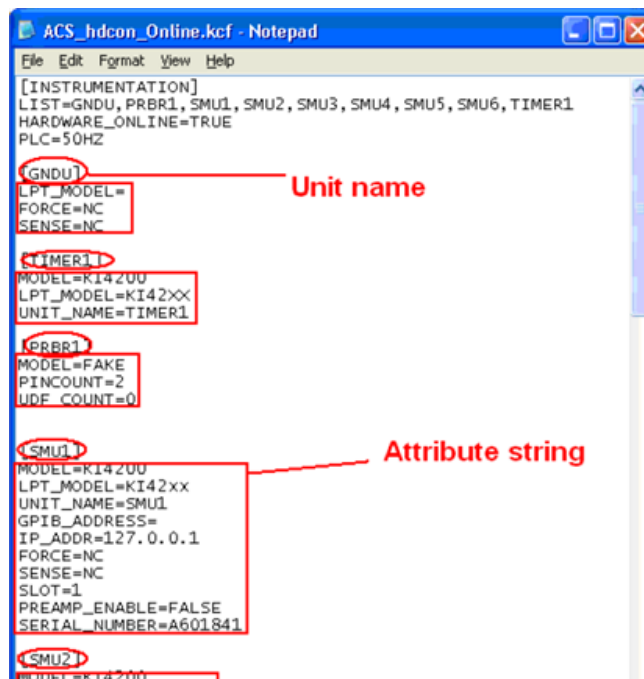 ACS_hdcon_Online.kcf - Notepad
File Edit Format View Help
[INSTRUMENTATION]
LIST=GNDU,PRBR1,SMU1,SMU2,SMU3,SMU4,SMU5,SMU6,TIMER1
HARDWARE_ONLINE=TRUE
PLC=50HZ
[GNDU]
Unit name
LPT_MODEL=
FORCE=NC
SENSE=NC
[TIMER1]
MODEL=KI4200
LPT_MODEL=KI42XX
UNIT_NAME=TIMER1
[PRBR1]
MODEL=FAKE
PINCOUNT=2
UDF_COUNT=0
[SMU1]
Attribute string
MODEL=KI4200
LPT_MODEL=KI42xx
UNIT_NAME=SMU1
GPIB_ADDRESS=
IP_ADDR=127.0.0.1
FORCE=NC
SENSE=NC
SLOT=1
PREAMP_ENABLE=FALSE
SERIAL_NUMBER=A601841
[SMU2]
MODEL=KI4200